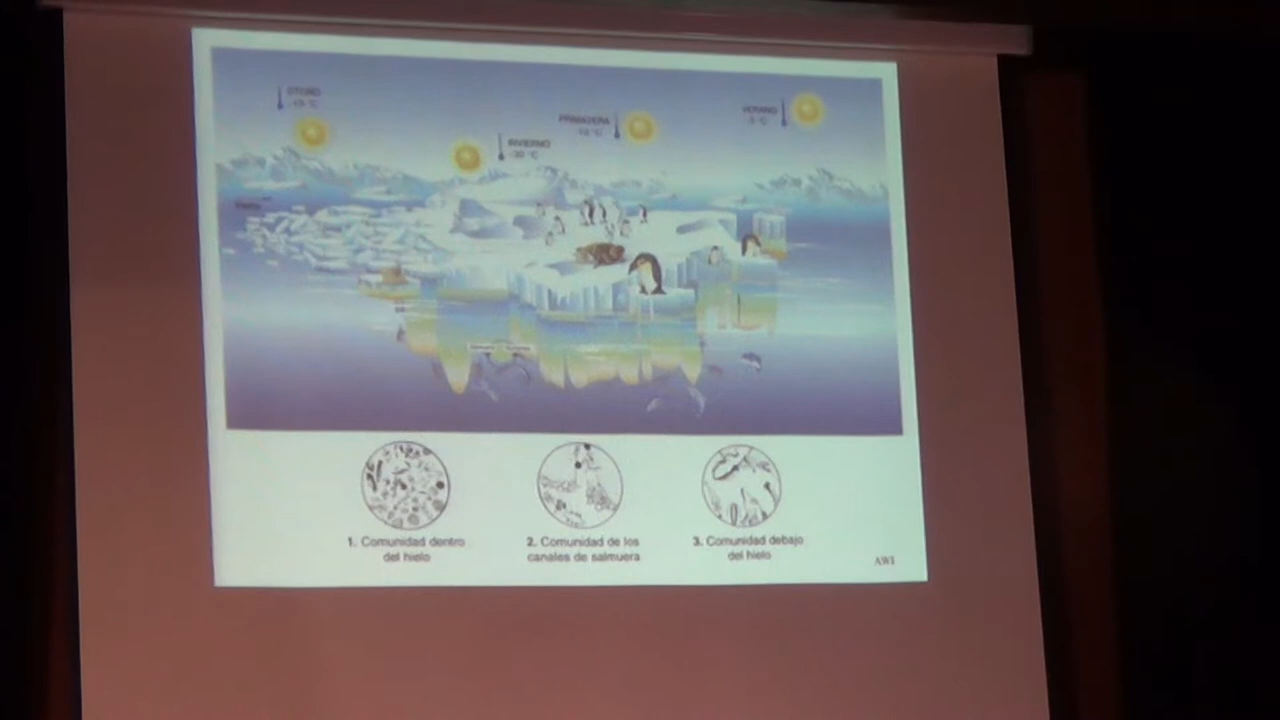 OTOÑO
INVIERNO
-30 °C
PRIMAVERA
VERANO
1. Comunidad dentro
del hielo
2. Comunidad de los
canales de salmuera
3. Comunidad debajo
del hielo
AWI